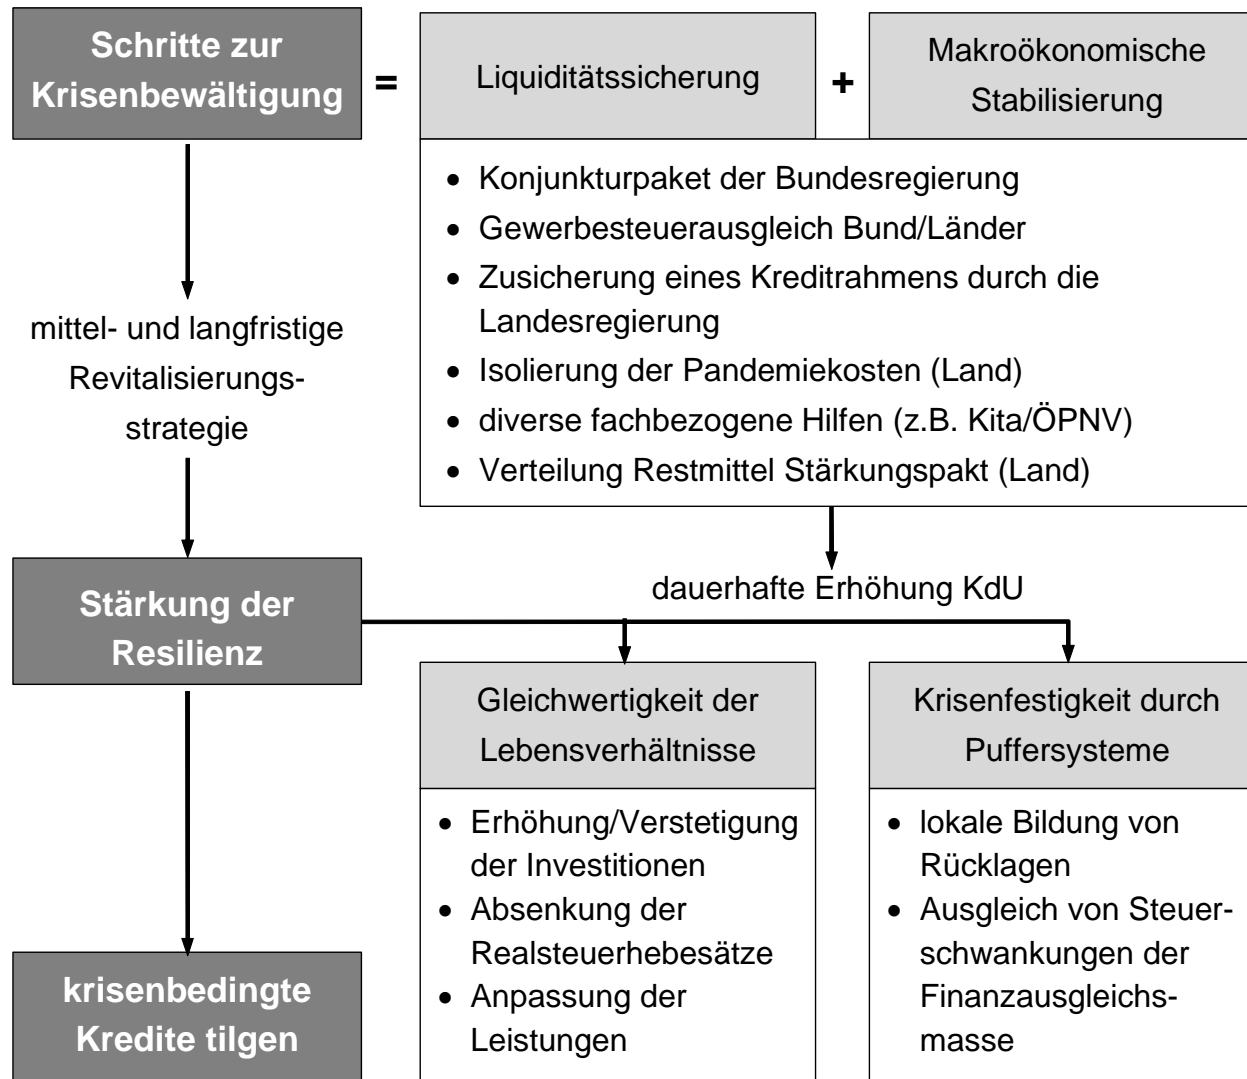 Schritte zur
Krisenbewältigung
=
Liquiditätssicherung
+
Makroökonomische
Stabilisierung
• Konjunkturpaket der Bundesregierung
• Gewerbesteuerausgleich Bund/Länder
• Zusicherung eines Kreditrahmens durch die
Landesregierung
• Isolierung der Pandemiekosten (Land)
• diverse fachbezogene Hilfen (z.B. Kita/ÖPNV)
• Verteilung Restmittel Stärkungspakt (Land)
mittel- und langfristige
Revitalisierungs-
strategie
dauerhafte Erhöhung KdU
Stärkung der
Resilienz
Gleichwertigkeit der
Lebensverhältnisse
• Erhöhung/Verstetigung
der Investitionen
• Absenkung der
Realsteuerhebesätze
• Anpassung der
Leistungen
Krisenfestigkeit durch
Puffersysteme
• lokale Bildung von
Rücklagen
• Ausgleich von Steuer-
schwankungen der
Finanzausgleichs-
masse
krisenbedingte
Kredite tilgen